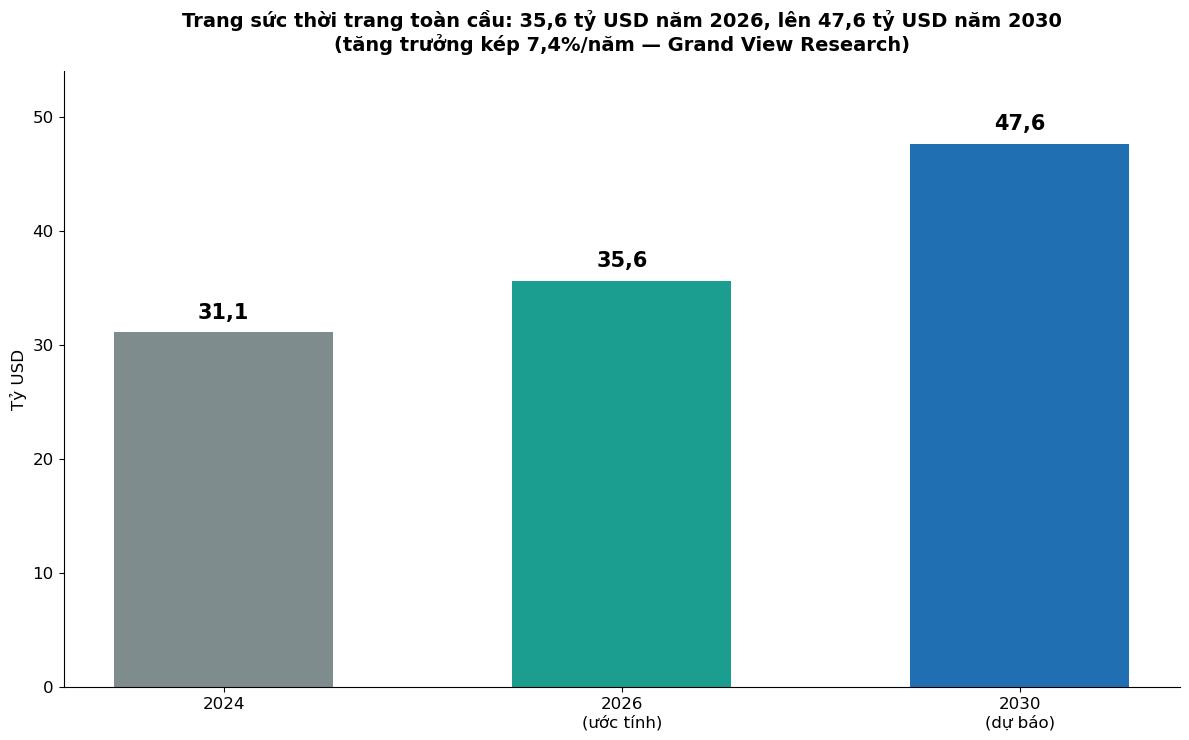 Trang sức thời trang toàn cầu: 35,6 tỷ USD năm 2026, lên 47,6 tỷ USD năm 2030
(tăng trưởng kép 7,4%/năm — Grand View Research)
Tỷ USD
50
40
30
20
10
0
31,1
35,6
47,6
2024
2026
(ước tính)
2030
(dự báo)